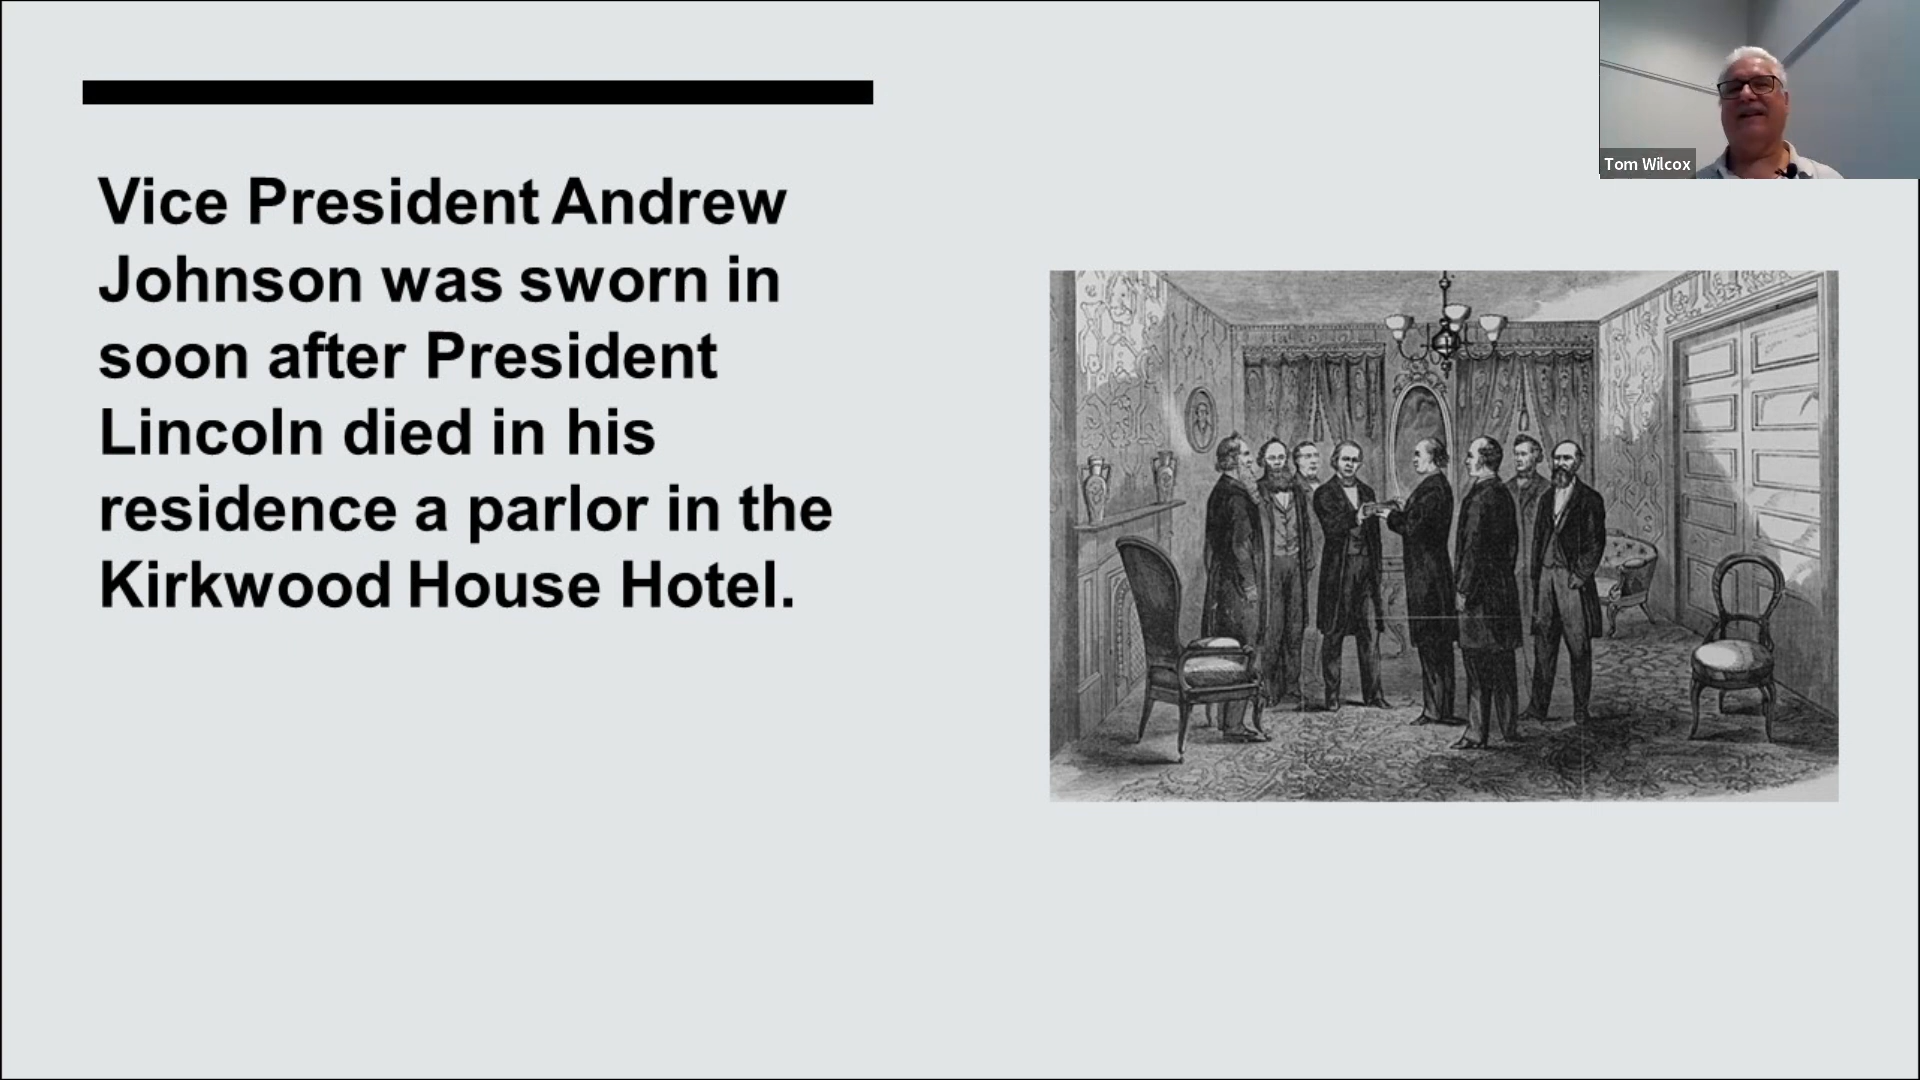 Vice President Andrew
Johnson was sworn in
soon after President
Lincoln died in his
residence a parlor in the
Kirkwood House Hotel.
Tom Wilcox